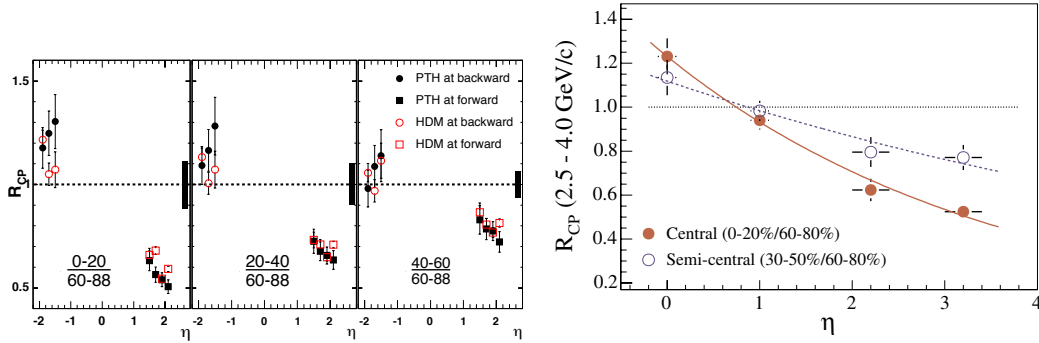 R_CP
1.5
1
0.5
PTH at backward
PTH at forward
HDM at backward
HDM at forward
0-20
60-88
20-40
60-88
40-60
60-88
-2 -1 0 1 2
η
-2 -1 0 1 2
η
-2 -1 0 1 2
η
R_CP (2.5 - 4.0 GeV/c)
1.4
1.2
1.0
0.8
0.6
0.4
0.2
Central (0-20%/60-80%)
Semi-central (30-50%/60-80%)
0 1 2 3 4
η